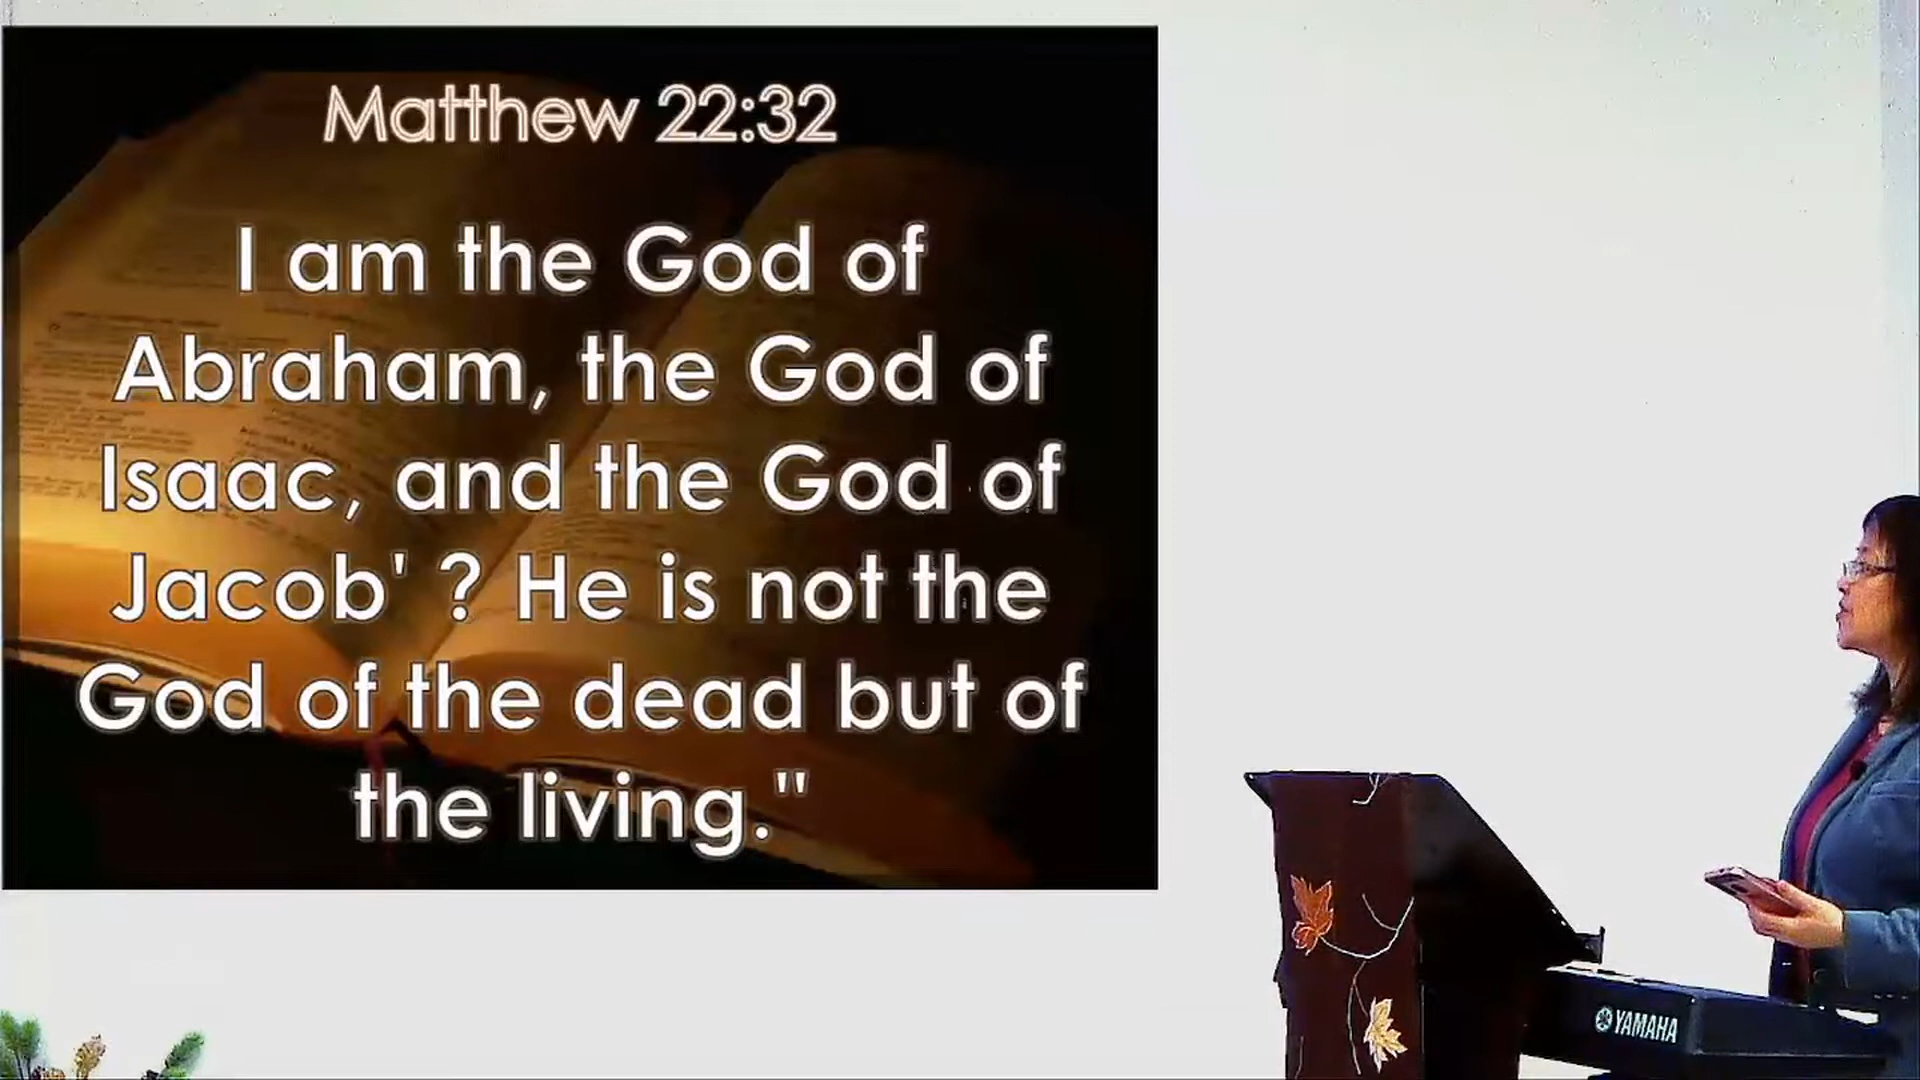 Matthew 22:32
I am the God of
Abraham, the God of
Isaac, and the God of
Jacob' ? He is not the
God of the dead but of
the living."
YAMAHA